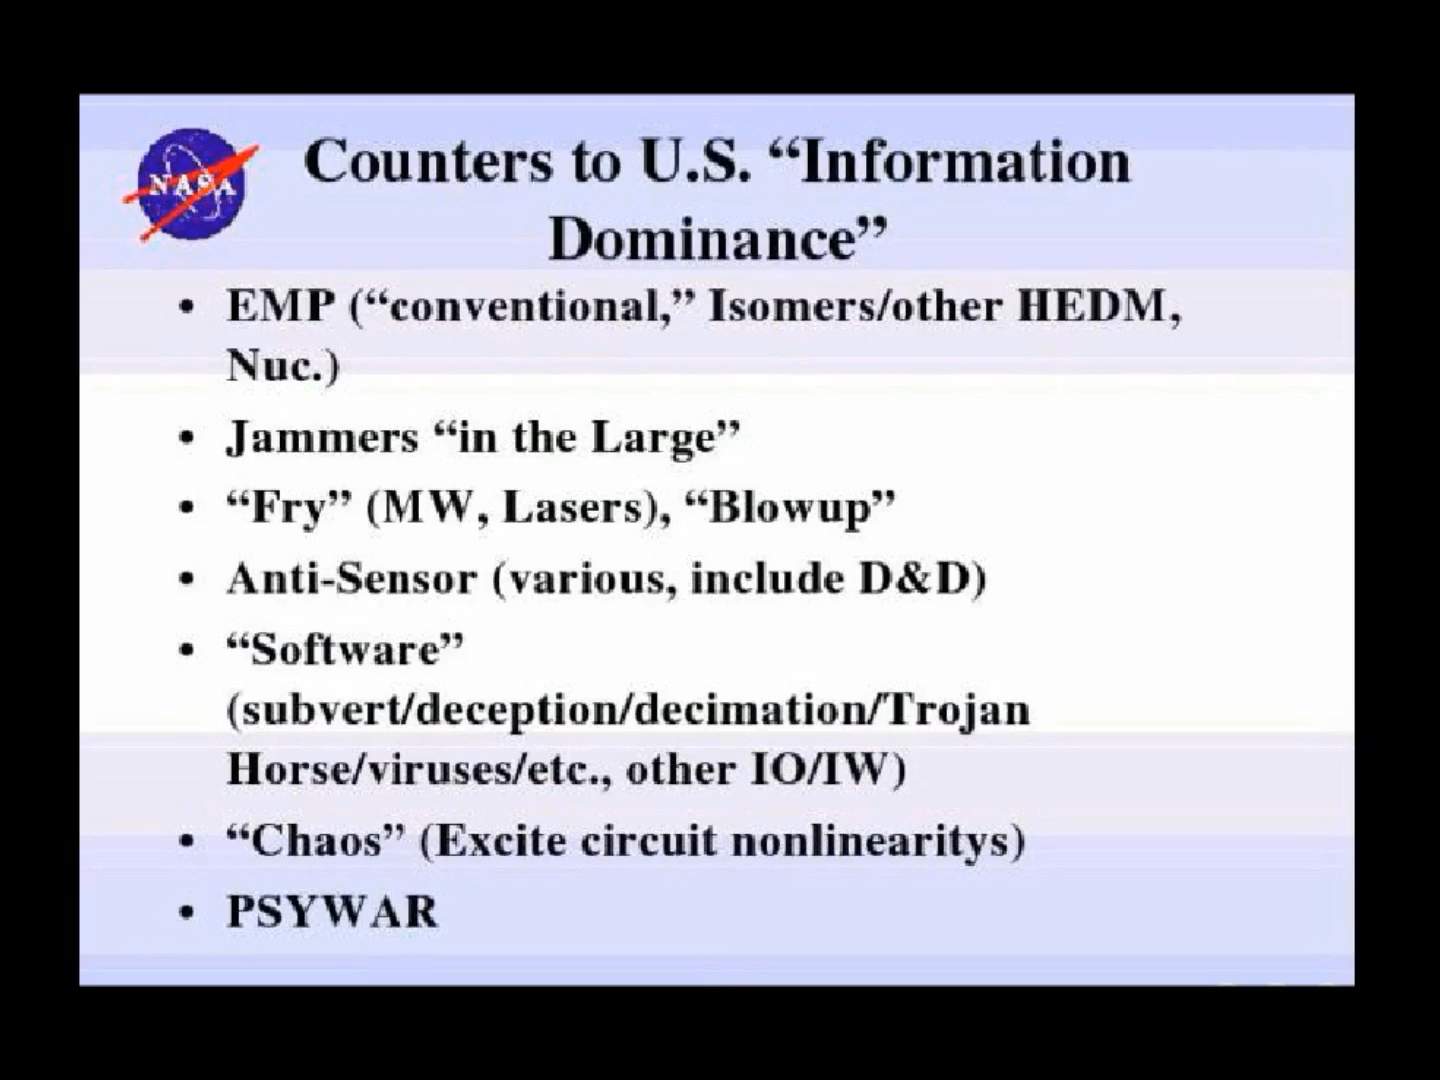 NASA
Counters to U.S. “Information
Dominance”
• EMP (“conventional,” Isomers/other HEDM,
Nuc.)
• Jammers “in the Large”
• “Fry” (MW, Lasers), “Blowup”
• Anti-Sensor (various, include D&D)
• “Software”
(subvert/deception/decimation/Trojan
Horse/viruses/etc., other IO/IW)
• “Chaos” (Excite circuit nonlinearitys)
• PSYWAR